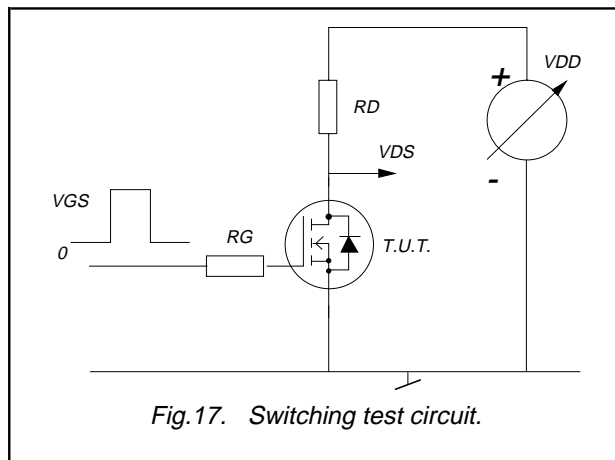 +
VDD
RD
VDS
-
VGS
RG
T.U.T.
0
Fig.17. Switching test circuit.